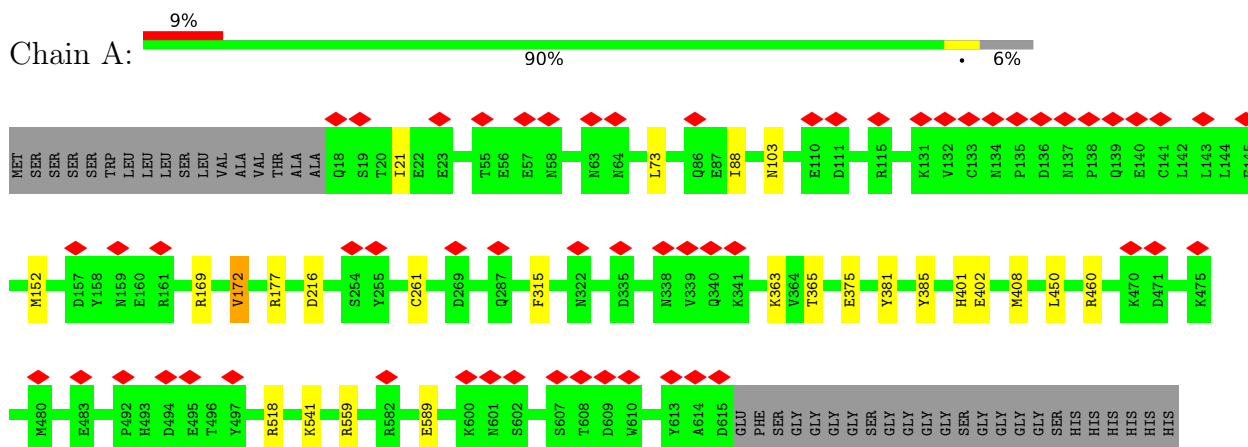 9%
Chain A:
90%
•
6%
MET SER SER SER SER TRP LEU LEU LEU LEU SER LEU VAL ALA VAL THR ALA ALA Q18 S19 T20 I21 E22 E23 T55 E56 E57 N58 N63 N64 L73 Q86 E87 I88 N103 E110 D111 R115 K131 V132 C133 N134 P135 D136 N137 P138 Q139 E140 C141 L142 L143 L144 E145
M152 D157 Y158 N159 E160 R161 R169 V172 R177 D216 S254 Y255 C261 D269 Q287 F315 N322 D335 N338 V339 Q340 K341 K363 V364 T365 E375 Y381 Y385 H401 E402 M408 L450 R460 K470 D471 K475
M480 E483 P492 H493 D494 E495 T496 Y497 R518 K541 R559 R582 E589 K600 N601 S602 S607 T608 D609 W610 Y613 A614 D615 GLU PHE SER GLY GLY GLY GLY SER GLY GLY GLY GLY SER GLY GLY GLY GLY SER HIS HIS HIS HIS HIS HIS